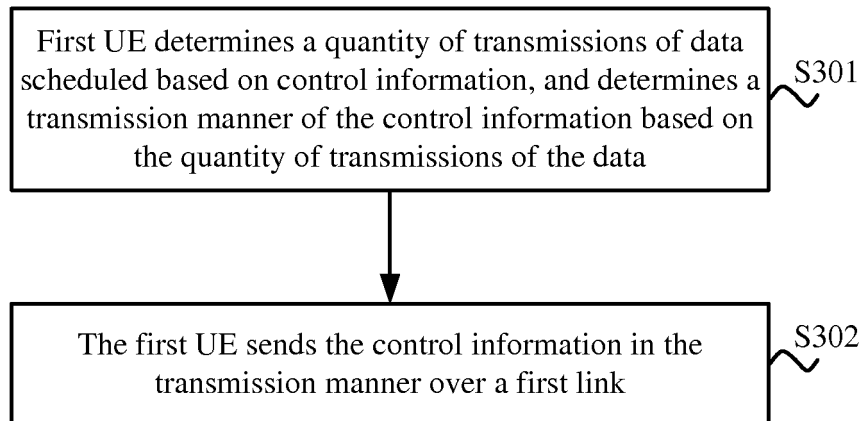 First UE determines a quantity of transmissions of data
scheduled based on control information, and determines a
transmission manner of the control information based on
the quantity of transmissions of the data
S301
The first UE sends the control information in the
transmission manner over a first link
S302